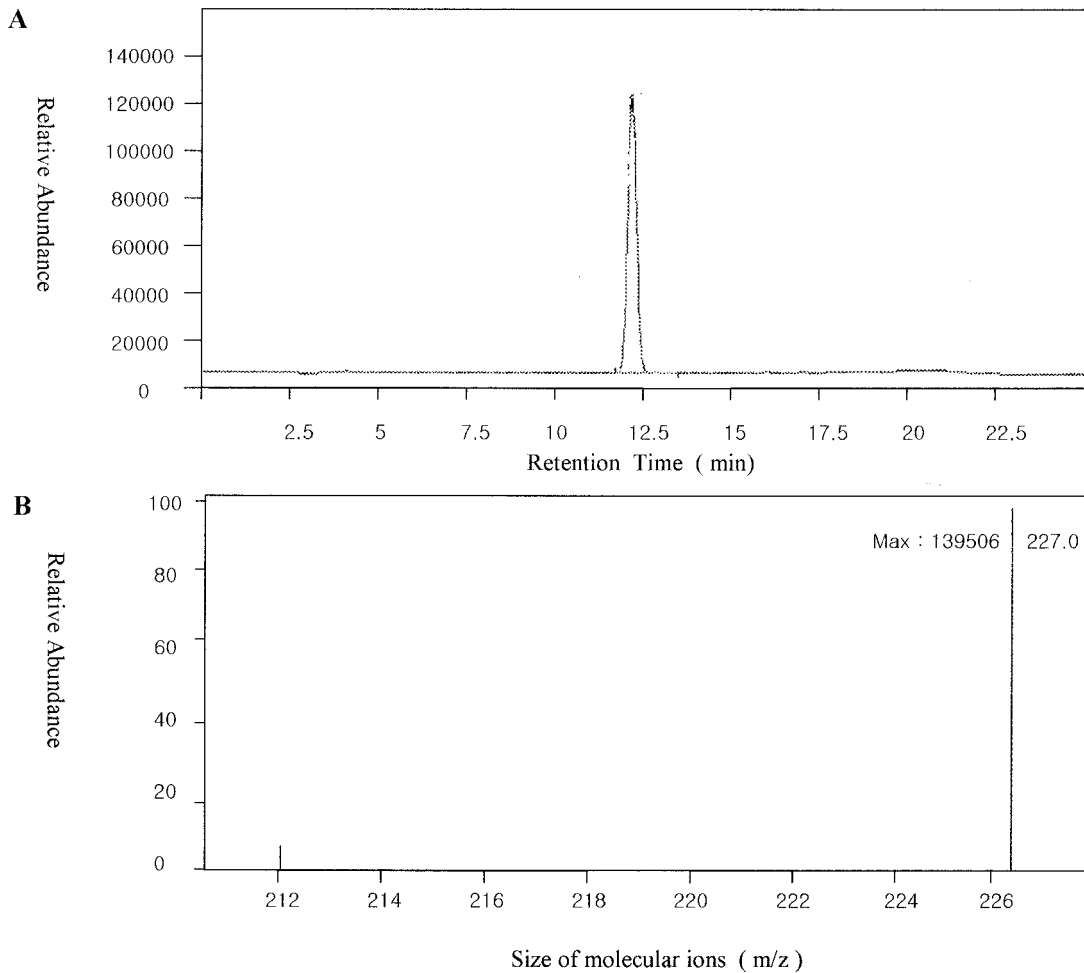 A
Relative Abundance
140000
120000
100000
80000
60000
40000
20000
0
2.5 5 7.5 10 12.5 15 17.5 20 22.5
Retention Time ( min)
B
Relative Abundance
100
80
60
40
20
0
Max : 139506 227.0
212 214 216 218 220 222 224 226
Size of molecular ions ( m/z )